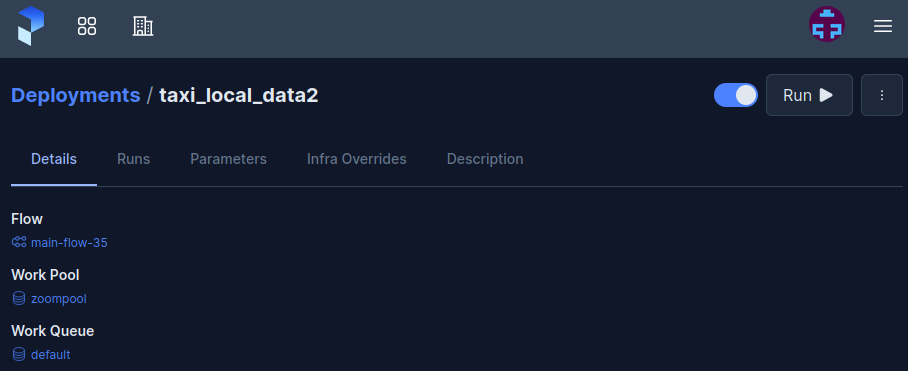 Deployments / taxi_local_data2
Run
Details Runs Parameters Infra Overrides Description
Flow
main-flow-35
Work Pool
zoompool
Work Queue
default